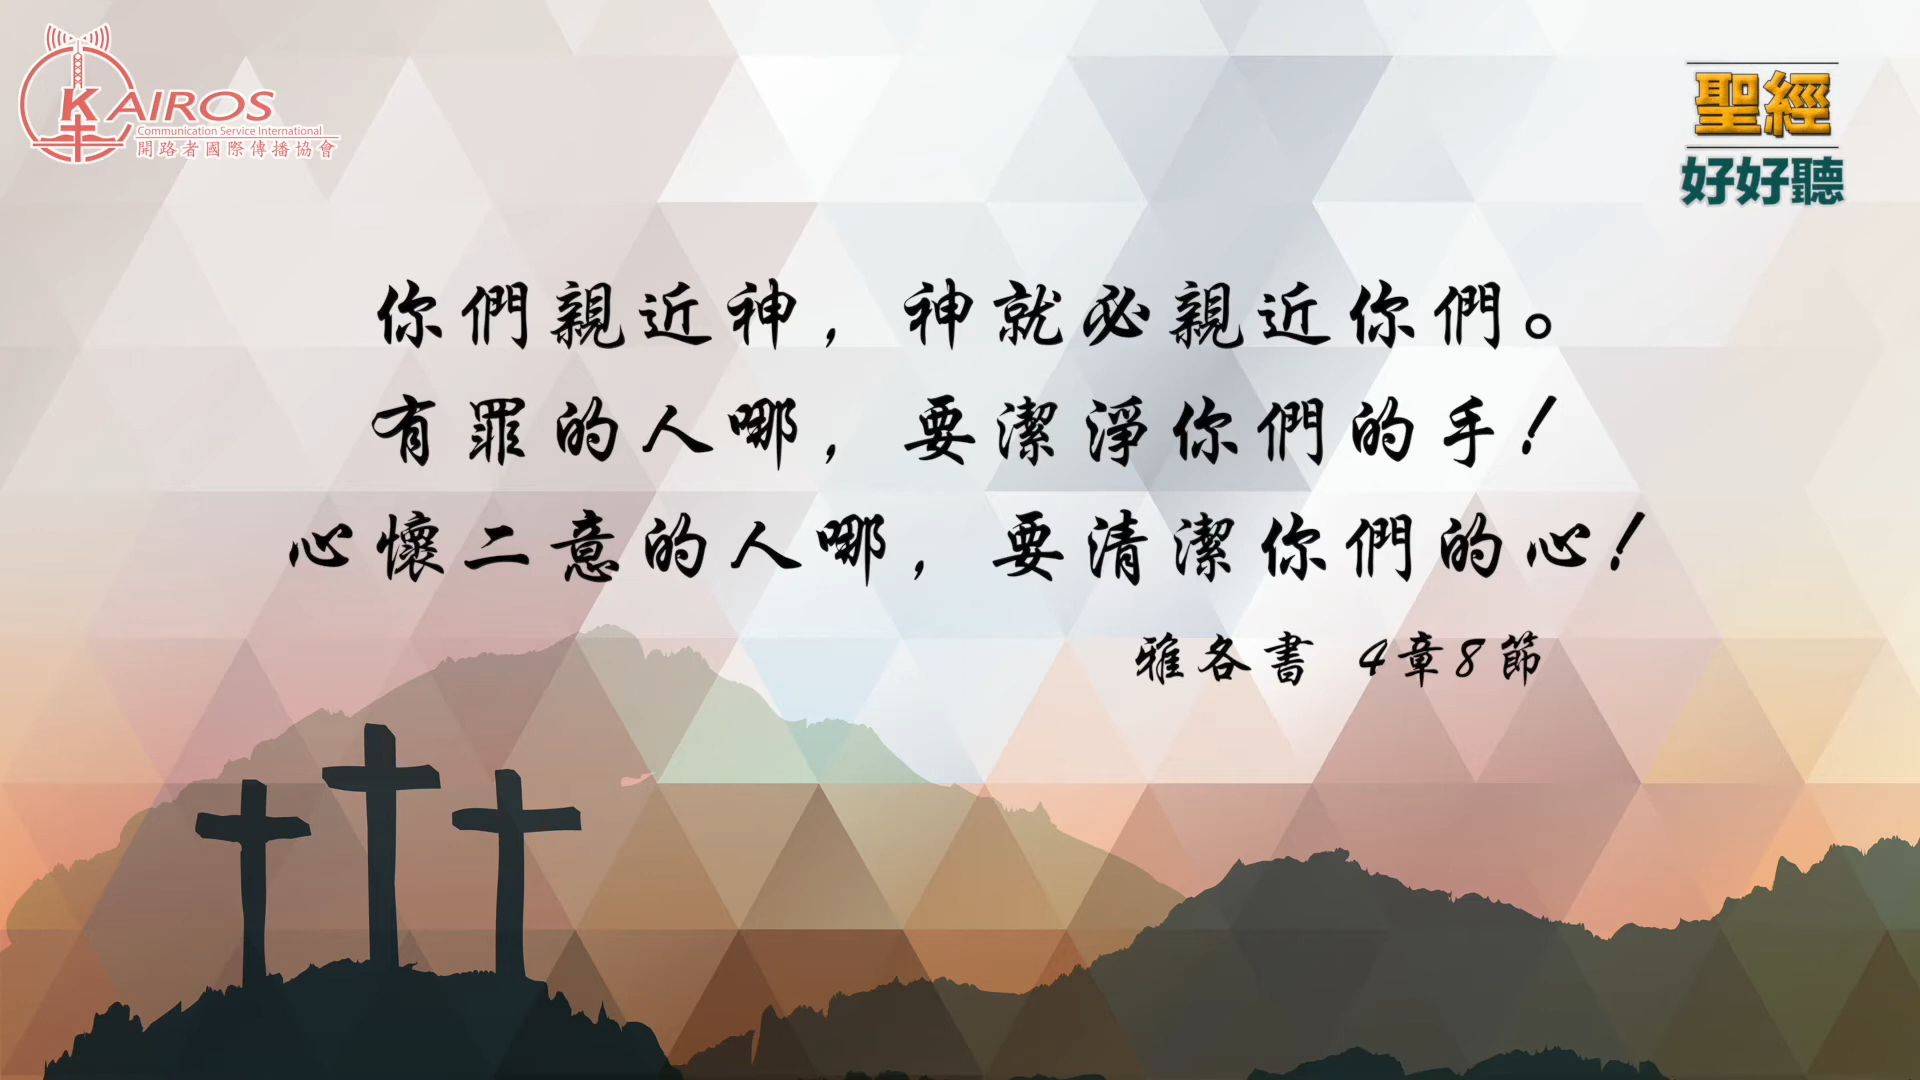 KAIROS
Communication Service International
開路者國際傳播協會
聖經
好好聽
你們親近神，神就必親近你們。
有罪的人哪，要潔淨你們的手！
心懷二意的人哪，要清潔你們的心！
雅各書 4章8節